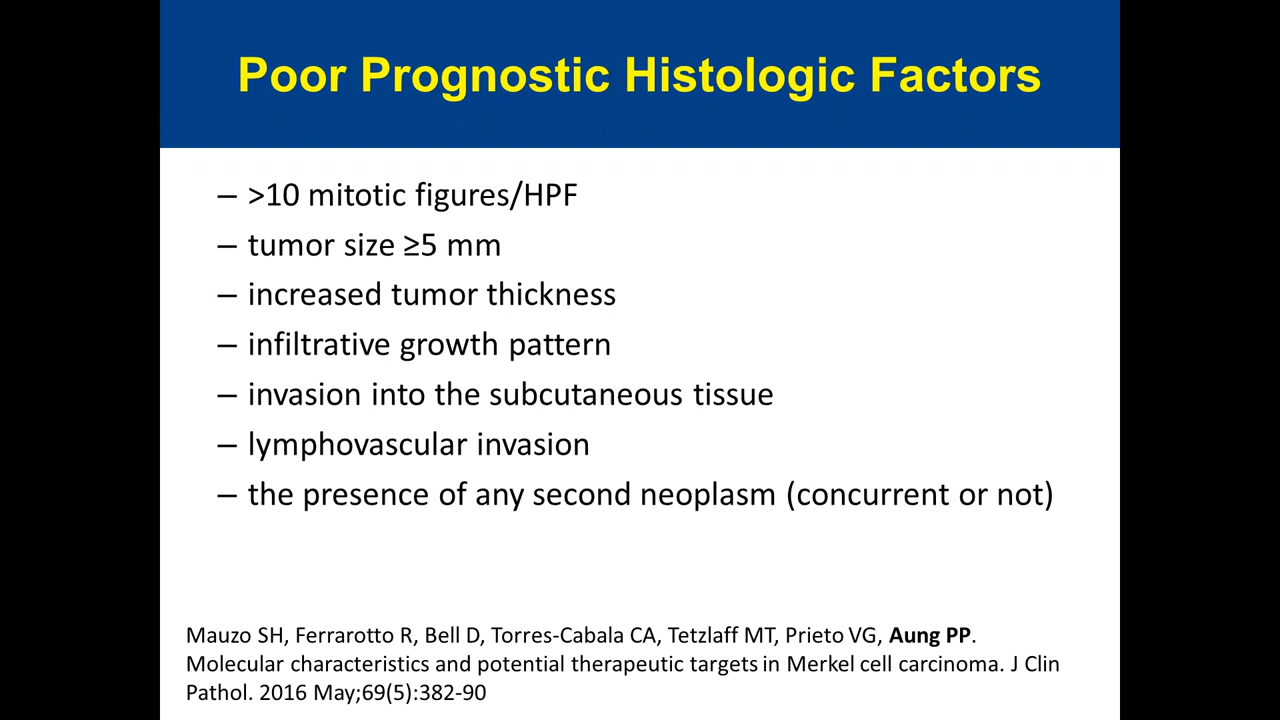 Poor Prognostic Histologic Factors
– >10 mitotic figures/HPF
– tumor size ≥5 mm
– increased tumor thickness
– infiltrative growth pattern
– invasion into the subcutaneous tissue
– lymphovascular invasion
– the presence of any second neoplasm (concurrent or not)
Mauzo SH, Ferrarotto R, Bell D, Torres-Cabala CA, Tetzlaff MT, Prieto VG, Aung PP.
Molecular characteristics and potential therapeutic targets in Merkel cell carcinoma. J Clin
Pathol. 2016 May;69(5):382-90